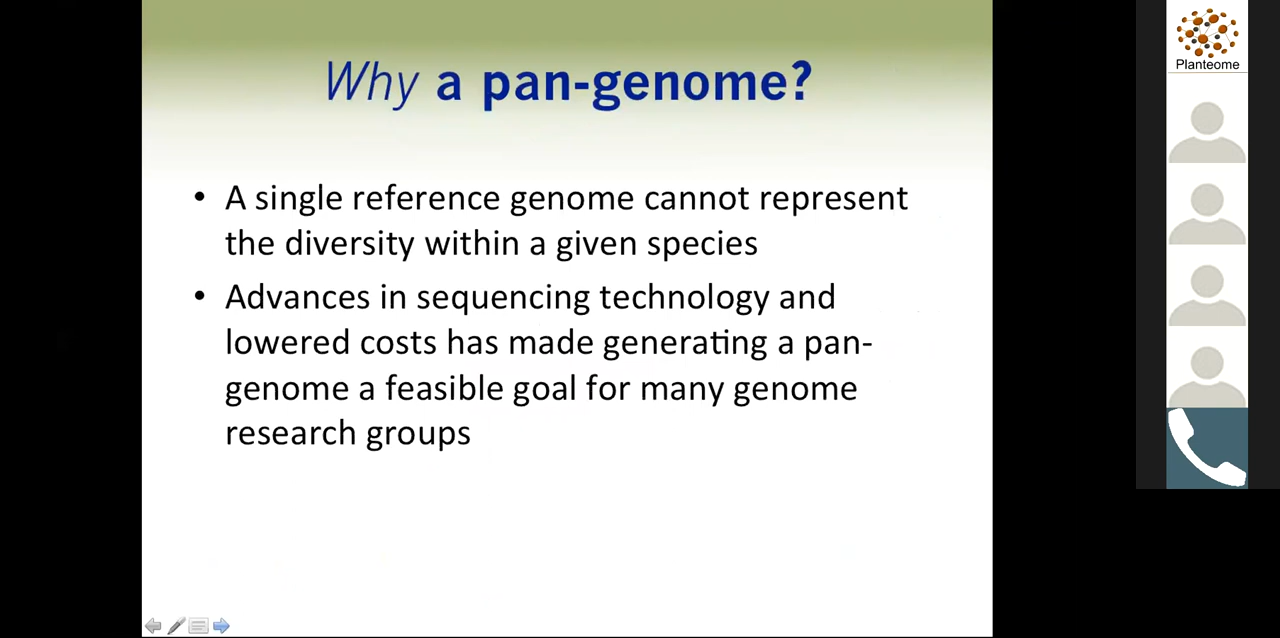 Why a pan-genome?
• A single reference genome cannot represent
the diversity within a given species
• Advances in sequencing technology and
lowered costs has made generating a pan-
genome a feasible goal for many genome
research groups
Planteome